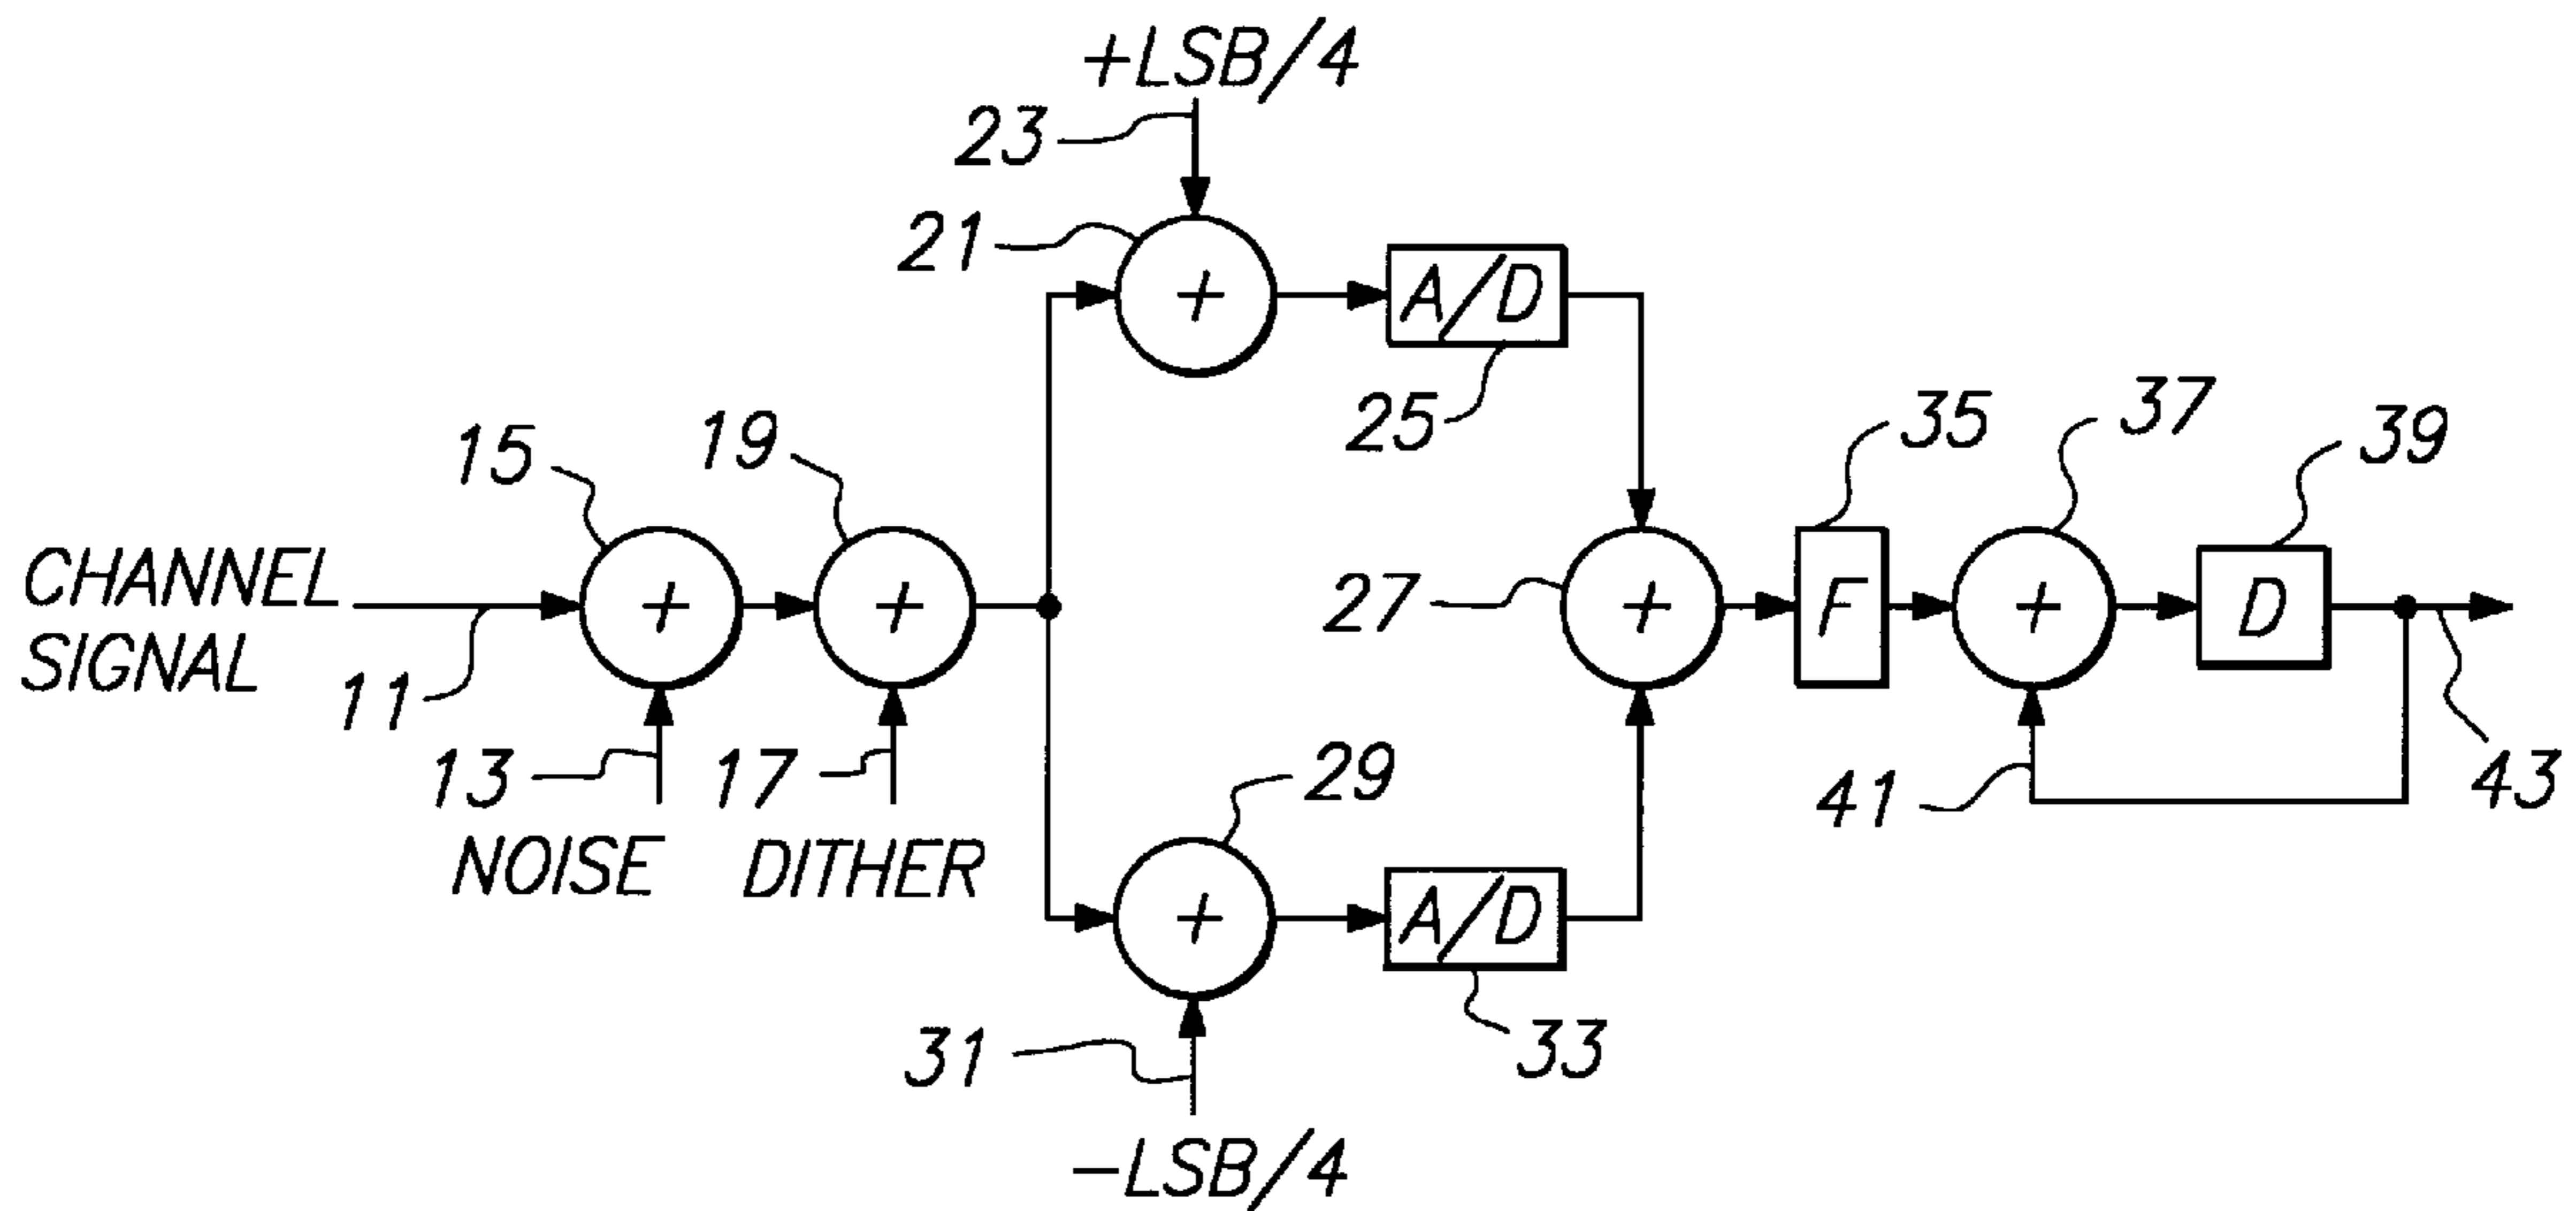 +LSB/4
23
21
+
A/D
25
15
19
35
37
39
CHANNEL
SIGNAL
11
+
+
27
+
F
+
D
13
NOISE
17
DITHER
29
+
A/D
41
43
31
33
-LSB/4